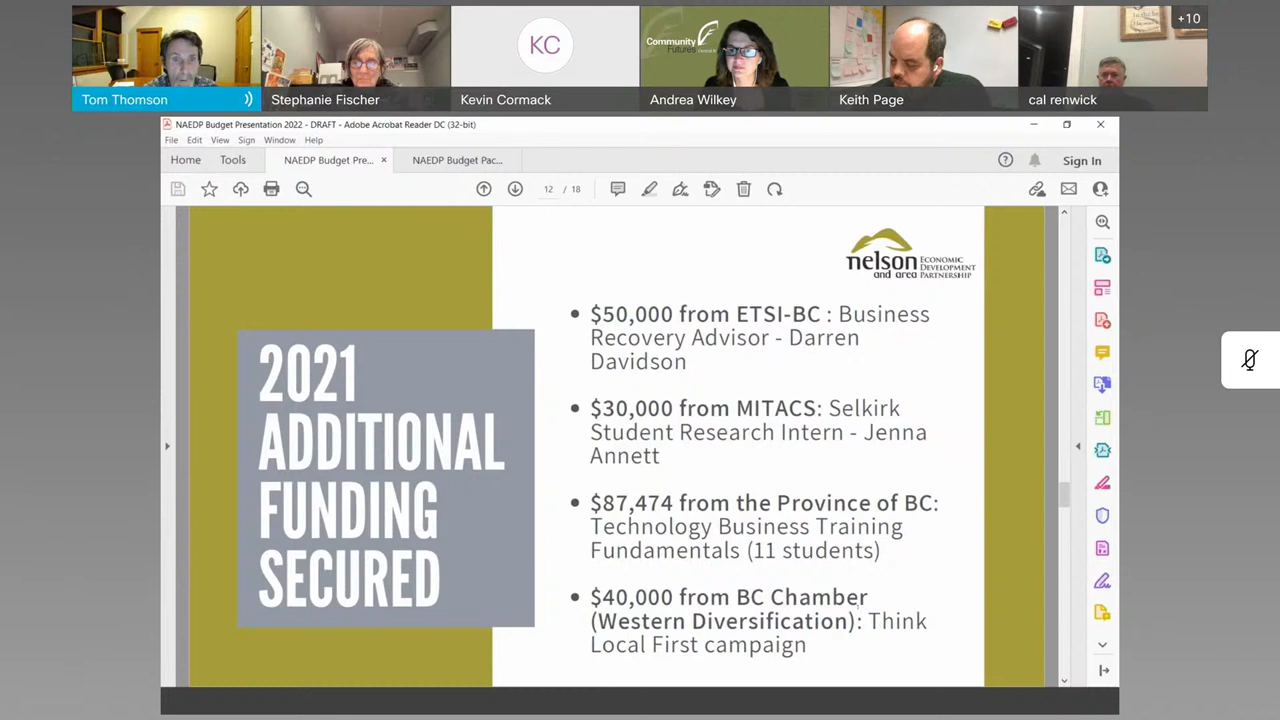 KC
Community
Futures
+10
Tom Thomson
Stephanie Fischer
Kevin Cormack
Andrea Wilkey
Keith Page
cal renwick
NAEDP Budget Presentation 2022 - DRAFT - Adobe Acrobat Reader DC (32-bit)
File Edit View Sign Window Help
Home Tools NAEDP Budget Pre... × NAEDP Budget Pac... Sign In
12 / 18
nelson
and area
ECONOMIC
DEVELOPMENT
PARTNERSHIP
2021
ADDITIONAL
FUNDING
SECURED
• $50,000 from ETSI-BC : Business
Recovery Advisor - Darren
Davidson
• $30,000 from MITACS: Selkirk
Student Research Intern - Jenna
Annett
• $87,474 from the Province of BC:
Technology Business Training
Fundamentals (11 students)
• $40,000 from BC Chamber
(Western Diversification): Think
Local First campaign